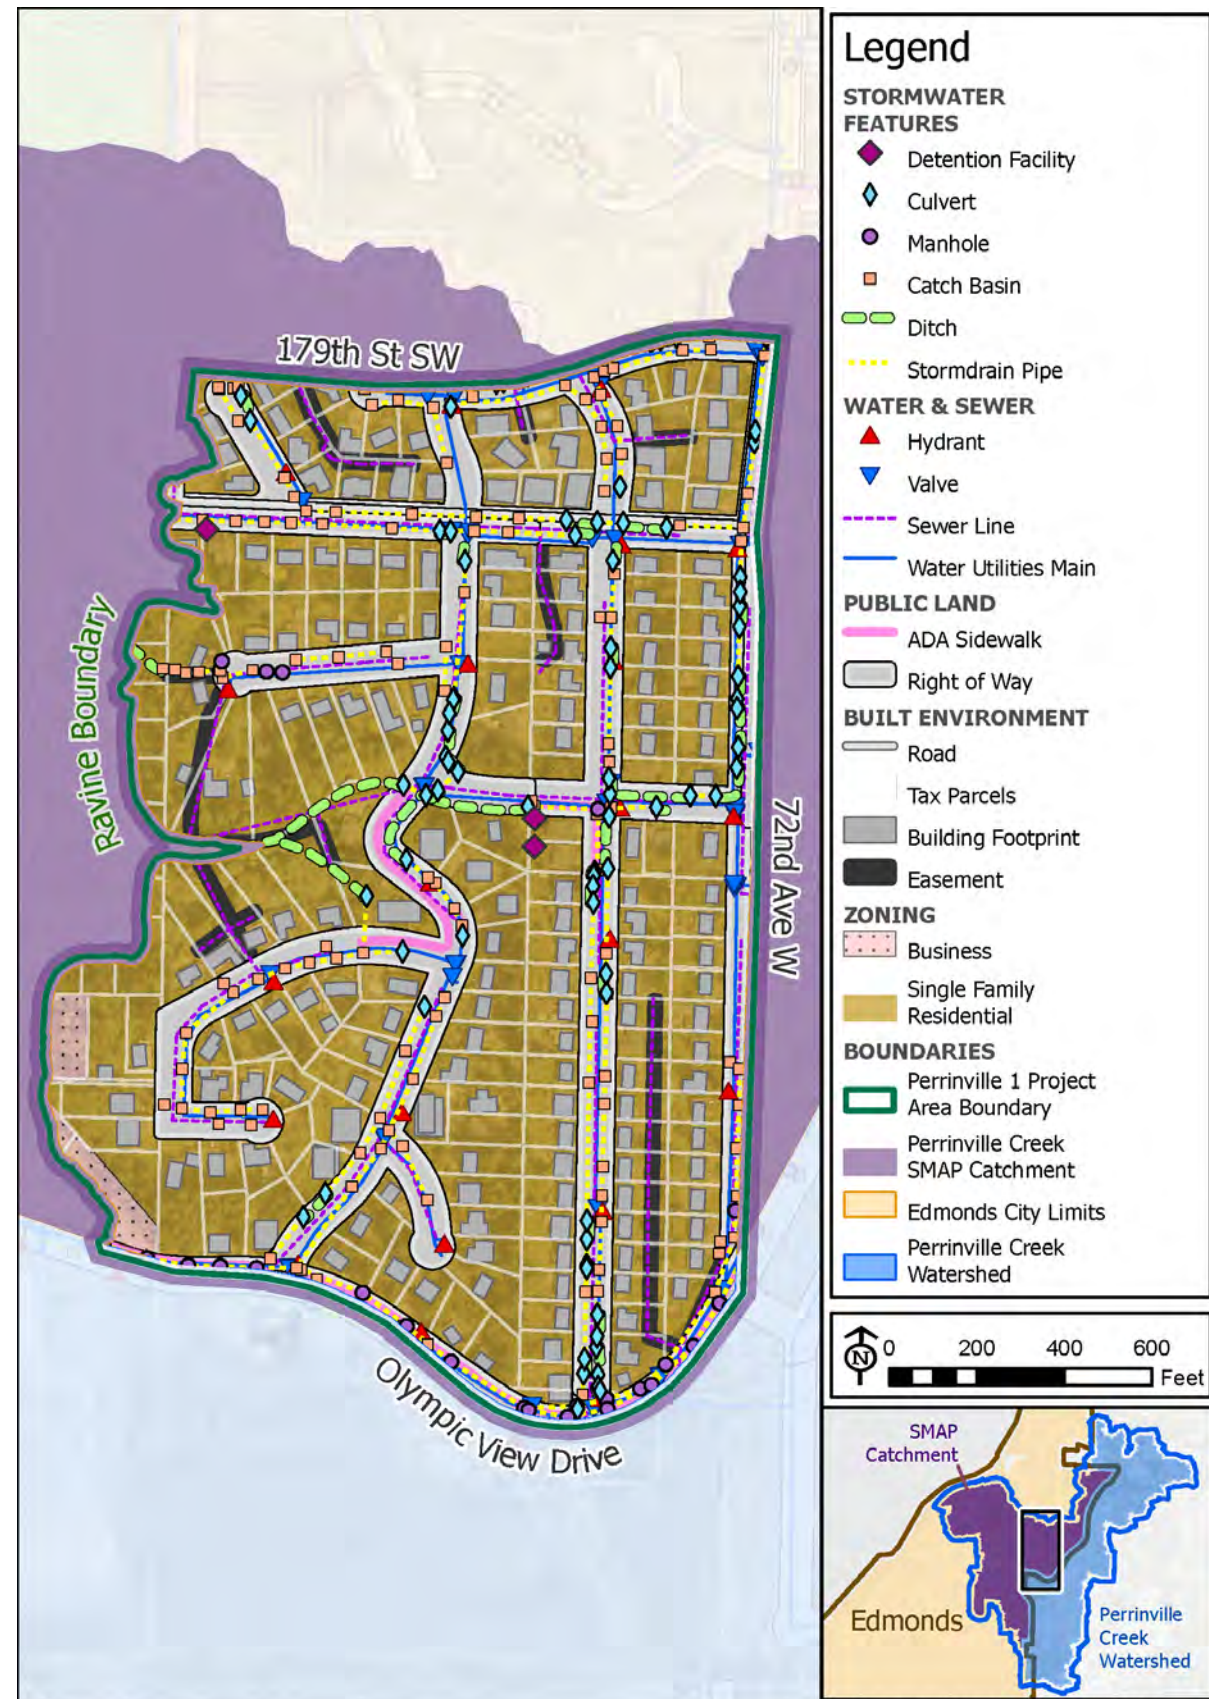 179th St SW
Ravine Boundary
72nd Ave W
Olympic View Drive
Legend
STORMWATER
FEATURES
Detention Facility
Culvert
Manhole
Catch Basin
Ditch
Stormdrain Pipe
WATER & SEWER
Hydrant
Valve
Sewer Line
Water Utilities Main
PUBLIC LAND
ADA Sidewalk
Right of Way
BUILT ENVIRONMENT
Road
Tax Parcels
Building Footprint
Easement
ZONING
Business
Single Family
Residential
BOUNDARIES
Perrinville 1 Project
Area Boundary
Perrinville Creek
SMAP Catchment
Edmonds City Limits
Perrinville Creek
Watershed
N
0 200 400 600
Feet
SMAP
Catchment
Edmonds
Perrinville
Creek
Watershed